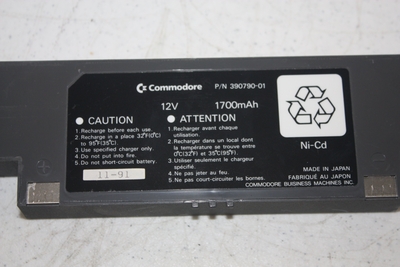 Commodore P/N 390790-01
12V 1700mAh
CAUTION
1.Recharge before each use.
2.Recharge in a place 32°F(0°C)
to 95°F(35°C).
3.Use specified charger only.
4.Do not put into fire.
5.Do not short-circuit battery.
11-91
ATTENTION
1.Recharger avant chaque
utilisation.
2.Recharger dans un local dont
la température se trouve entre
0°C(32°F) et 35°C(95°F).
3.Utiliser seulement le chargeur
spécifié.
4.Ne pas jeter au feu.
5.Ne pas court-circuiter les bornes.
Ni-Cd
MADE IN JAPAN
FABRIQUÉ AU JAPON
COMMODORE BUISINESS MACHINES INC.